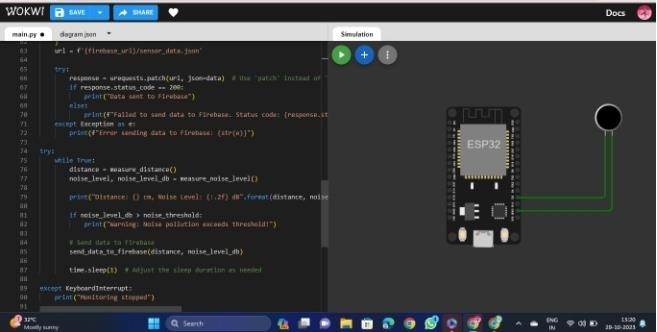 WOKWI
SAVE
SHARE
Docs
main.py
diagram.json
Simulation
63 url = f'{firebase_url}/sensor_data.json'
64
65 try:
66 response = urequests.patch(url, json=data) # Use 'patch' instead of
67 if response.status_code == 200:
68 print("Data sent to Firebase")
69 else:
70 print(f"Failed to send data to Firebase. Status code: {response.st
71 except Exception as e:
72 print(f"Error sending data to Firebase: {str(e)}")
73
74 try:
75 while True:
76 distance = measure_distance()
77 noise_level, noise_level_db = measure_noise_level()
78
79 print("Distance: {} cm, Noise Level: {:.2f} dB".format(distance, noise
80
81 if noise_level_db > noise_threshold:
82 print("Warning: Noise pollution exceeds threshold!")
83
84 # Send data to Firebase
85 send_data_to_firebase(distance, noise_level_db)
86
87 time.sleep(1) # Adjust the sleep duration as needed
88
89 except KeyboardInterrupt:
90 print("Monitoring stopped")
91
ESP32
32°C
Mostly sunny
Search
ENG
IN
13:20
29-10-2023